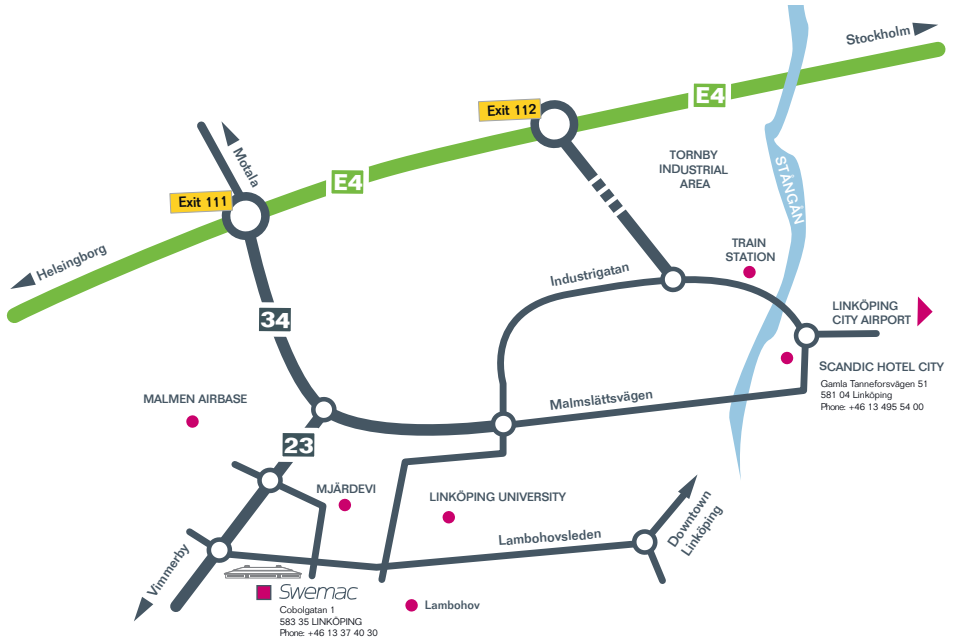 Stockholm
E4
Exit 112
Motala
TORNBY
INDUSTRIAL
AREA
STÅNGÅN
E4
Exit 111
Helsingborg
TRAIN
STATION
Industrigatan
LINKÖPING
CITY AIRPORT
34
SCANDIC HOTEL CITY
Gamla Tanneforsvägen 51
581 04 Linköping
Phone: +46 13 495 54 00
MALMEN AIRBASE
Malmslättsvägen
23
MJÄRDEVI
LINKÖPING UNIVERSITY
Downtown
Linköping
Lambohovsleden
Vimmerby
Swemac
Cobolgatan 1
583 35 LINKÖPING
Phone: +46 13 37 40 30
Lambohov